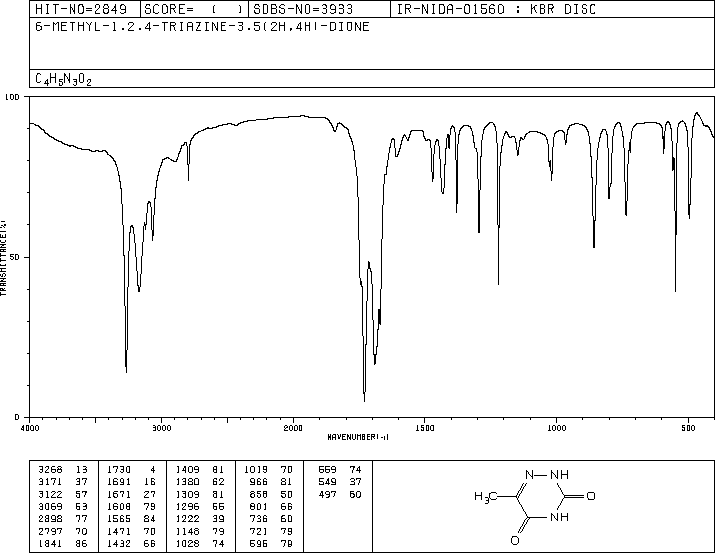 HIT-NO=2849 SCORE= ( ) SDBS-NO=3933 IR-NIDA-01560 : KBR DISC
6-METHYL-1.2.4-TRIAZINE-3.5(2H,4H)-DIONE
C4H5N3O2
100
50
0
TRANSMITTANCE(%)
4000 3000 2000 1500 1000 500
WAVENUMBER(-1)
3268 13 1730 4 1409 81 1019 70 559 74
3171 37 1691 16 1380 62 966 81 549 37
3122 57 1671 27 1309 81 858 50 497 60
3069 53 1608 79 1296 55 801 66
2898 77 1565 84 1222 39 736 60
2797 70 1471 70 1148 79 721 79
1841 86 1432 66 1028 74 596 79
N NH
H3C O
NH
O